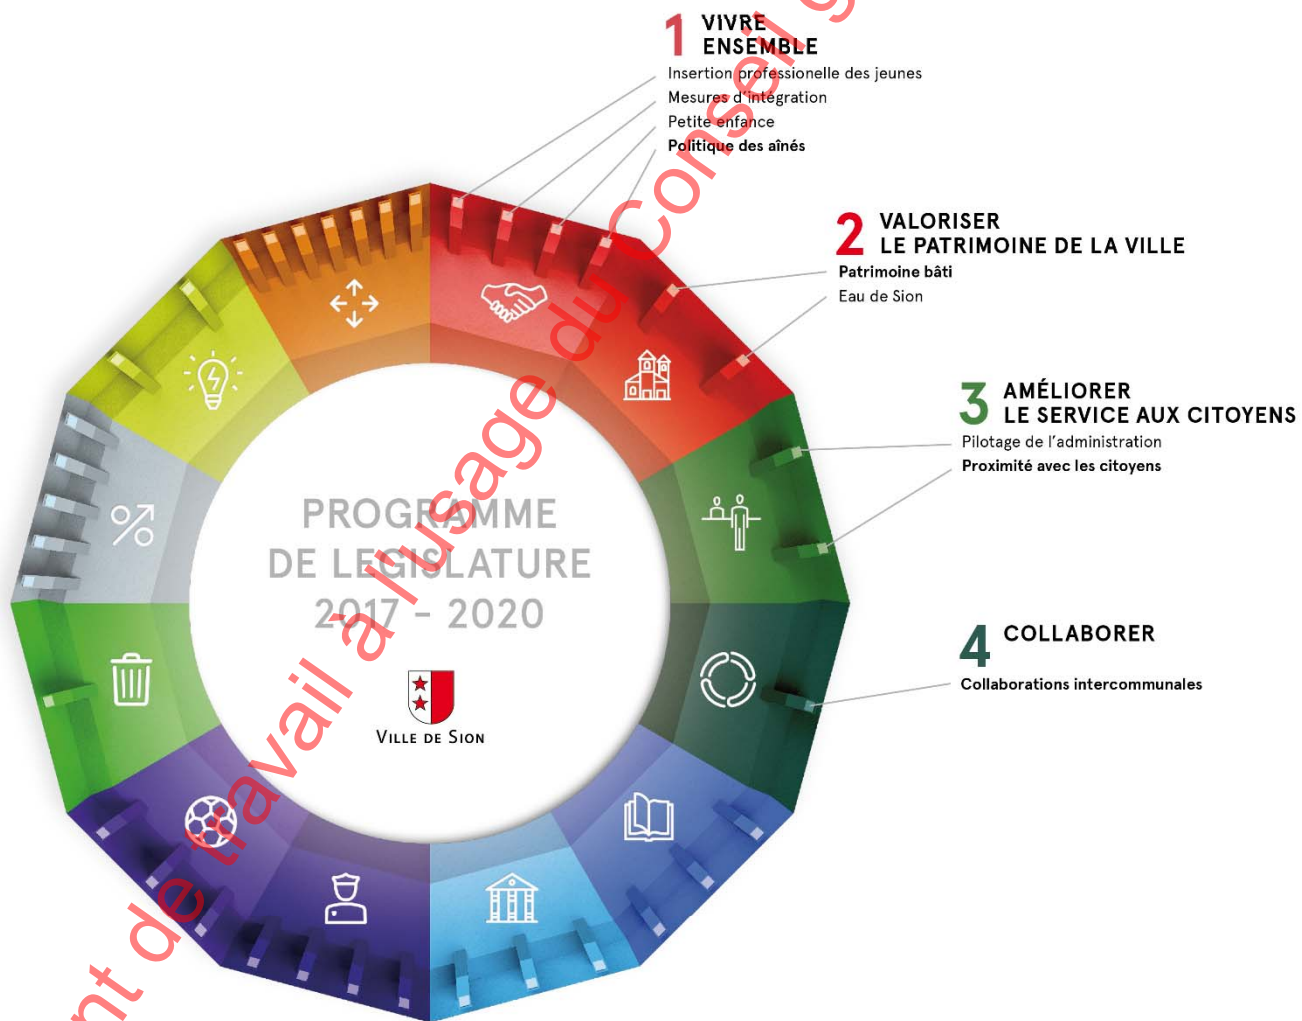 1 VIVRE
ENSEMBLE
Insertion professionelle des jeunes
Mesures d'intégration
Petite enfance
Politique des aînés
2 VALORISER
LE PATRIMOINE DE LA VILLE
Patrimoine bâti
Eau de Sion
3 AMÉLIORER
LE SERVICE AUX CITOYENS
Pilotage de l'administration
Proximité avec les citoyens
4 COLLABORER
Collaborations intercommunales
PROGRAMME
DE LEGISLATURE
2017 - 2020
VILLE DE SION
de travail à l'usage du Conseil